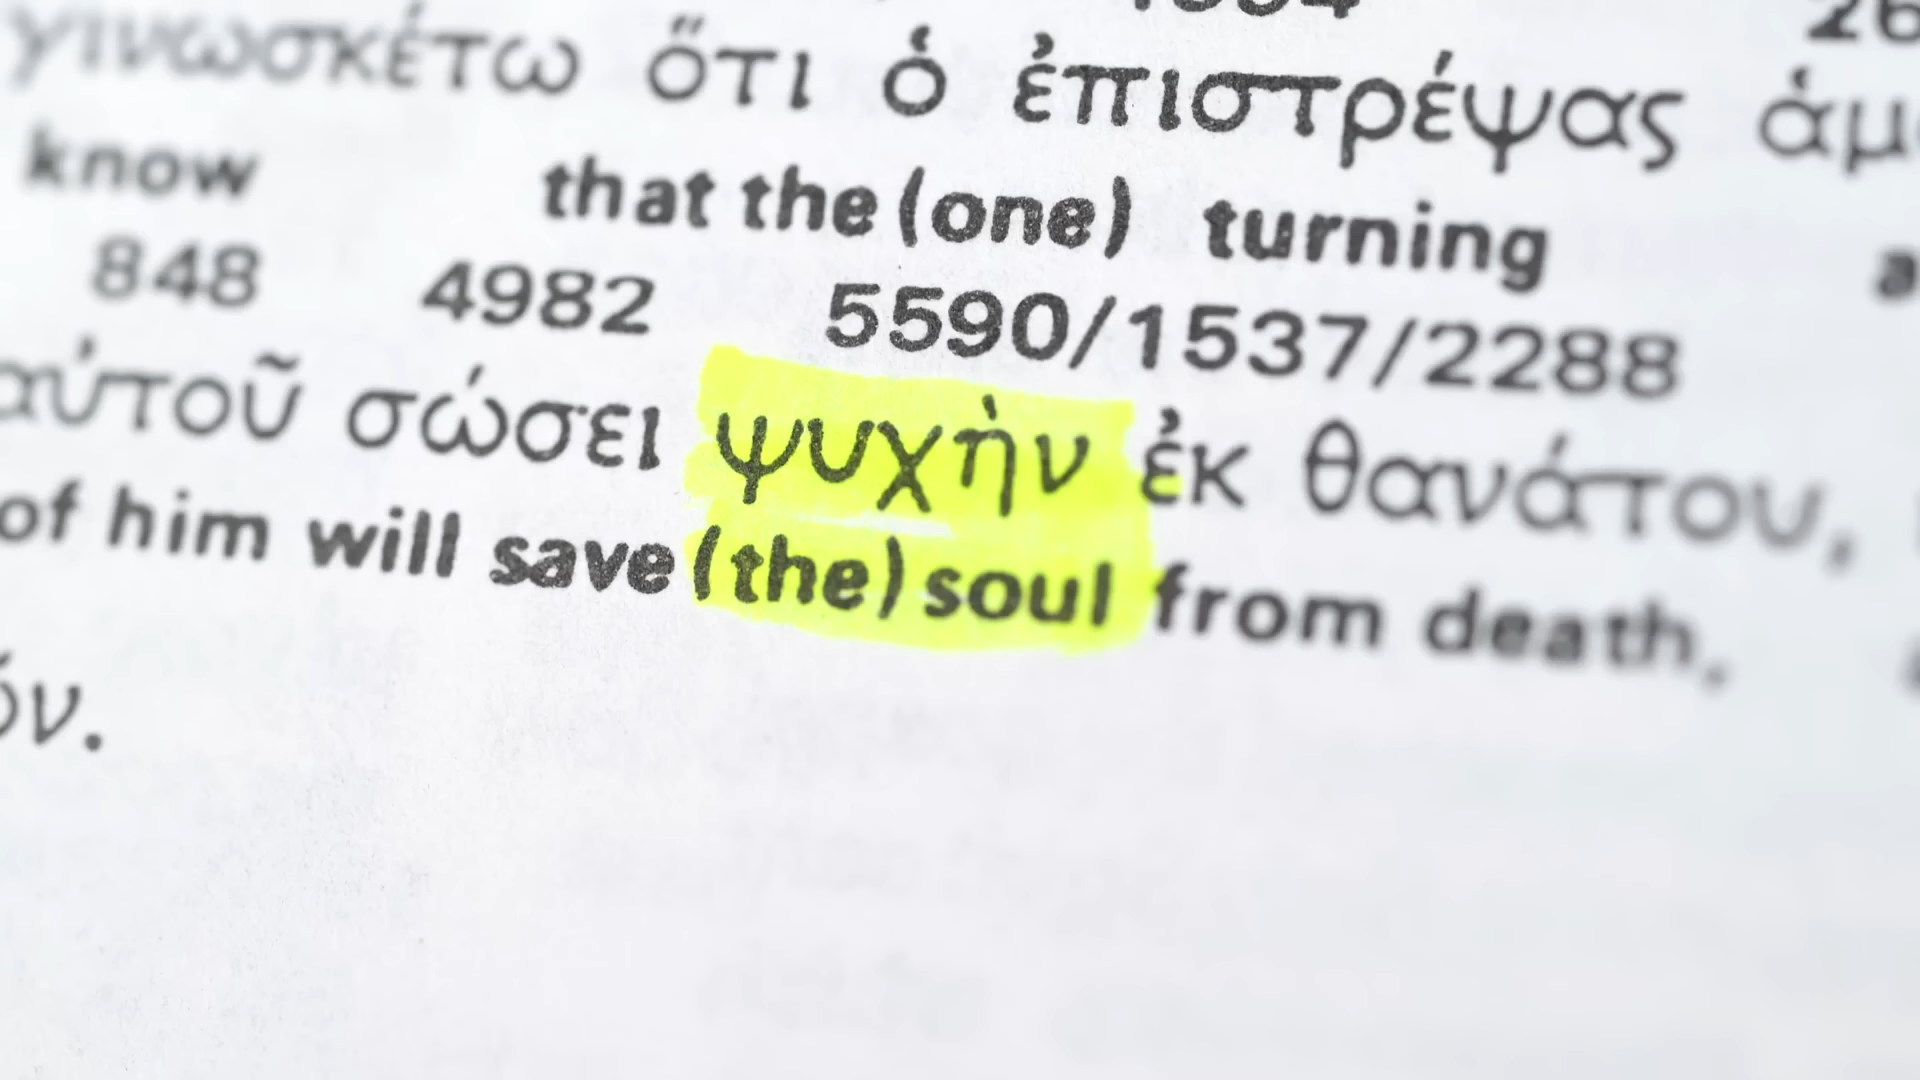 γινωσκέτω ὅτι ὁ ἐπιστρέψας
know that the (one) turning
848 4982 5590/1537/2288
αὐτοῦ σώσει ψυχὴν ἐκ θανάτου,
of him will save (the) soul from death,